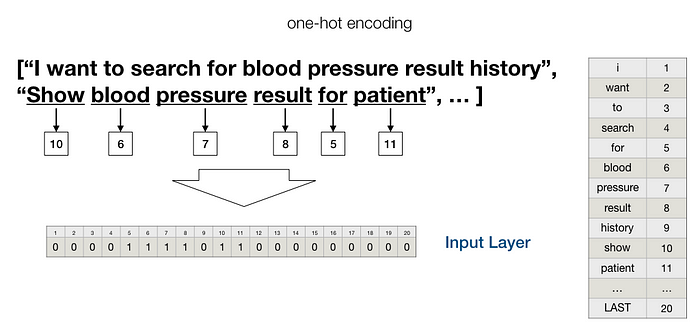 one-hot encoding
[“I want to search for blood pressure result history”,
“Show blood pressure result for patient”, … ]
10 6 7 8 5 11
1 2 3 4 5 6 7 8 9 10 11 12 13 14 15 16 17 18 19 20
0 0 0 0 1 1 1 1 0 1 1 0 0 0 0 0 0 0 0 0
Input Layer
i 1
want 2
to 3
search 4
for 5
blood 6
pressure 7
result 8
history 9
show 10
patient 11
... ...
LAST 20